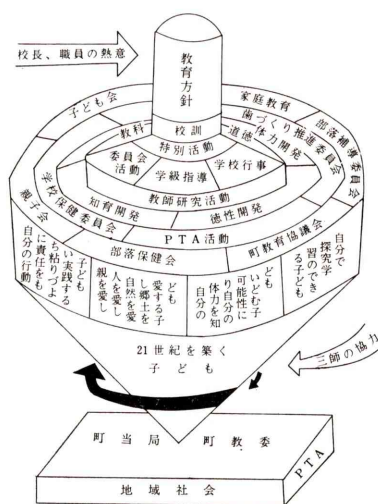 校長、職員の熱意
教育方針
校訓
子ども会
家庭教育
部落補導委員会
歯づくり推進委員会
教科
道徳
体力開発
特別活動
委員会
活動
学級指導
学校行事
教師研究活動
知育開発
徳性開発
学校保健委員会
親子会
PTA活動
部落保健会
町教育協議会
自分の行動
に責任をも
ち粘りづよ
い実践する
子ども
親を愛し
人を愛し
自然を愛
し郷土を
愛する子
ども
自分の
体力を知
り自分の
可能性に
いどむ子
ども
自分で
探究学
習のでき
る子ども
21世紀を築く
子ども
三師の協力
町当局
町教委
PTA
地域社会